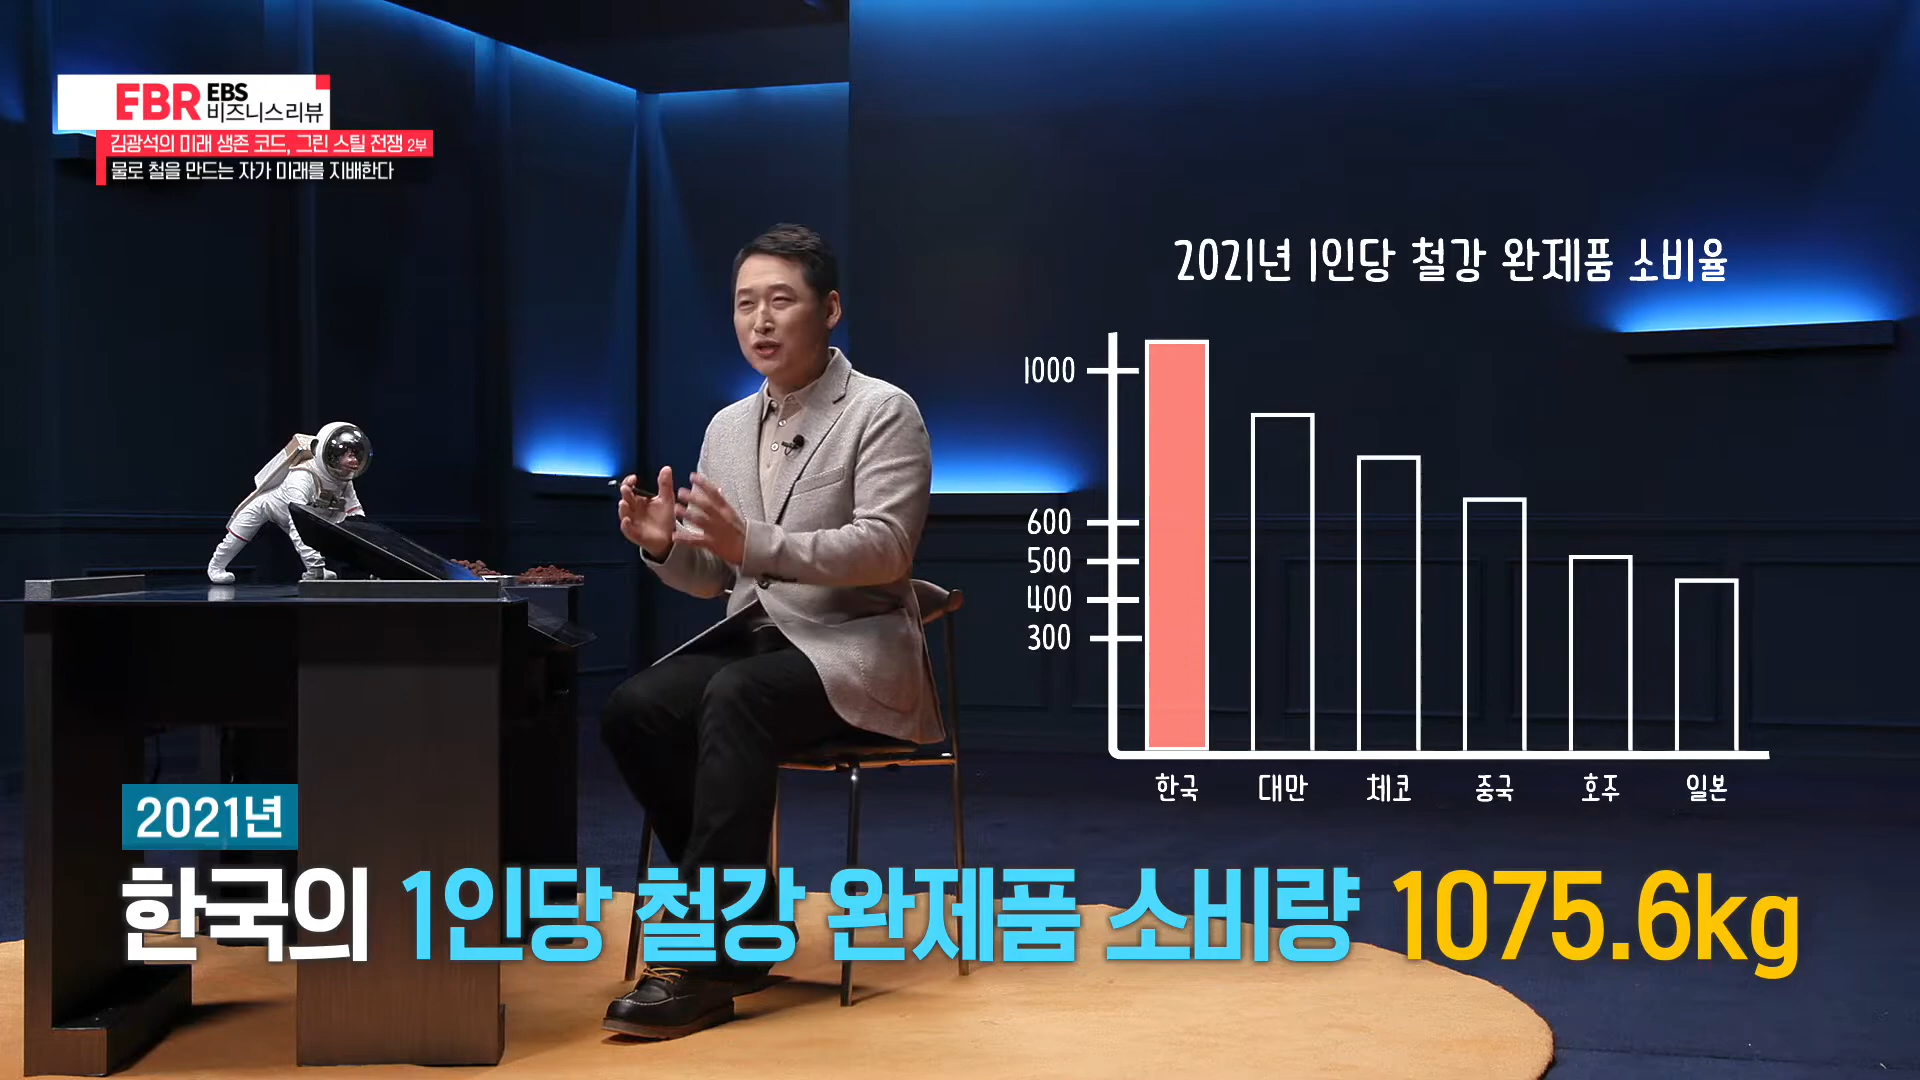 EBR EBS
비즈니스리뷰
김광석의 미래 생존 코드, 그린 스틸 전쟁 2부
물로 철을 만드는 자가 미래를 지배한다
2021년 1인당 철강 완제품 소비율
1000
600
500
400
300
한국 대만 체코 중국 호주 일본
2021년
한국의 1인당 철강 완제품 소비량 1075.6kg